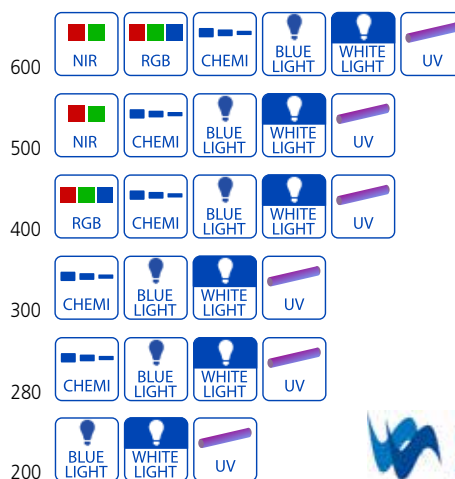 600 NIR RGB CHEMI BLUE LIGHT WHITE LIGHT UV
500 NIR CHEMI BLUE LIGHT WHITE LIGHT UV
400 RGB CHEMI BLUE LIGHT WHITE LIGHT UV
300 CHEMI BLUE LIGHT WHITE LIGHT UV
280 CHEMI BLUE LIGHT WHITE LIGHT UV
200 BLUE LIGHT WHITE LIGHT UV